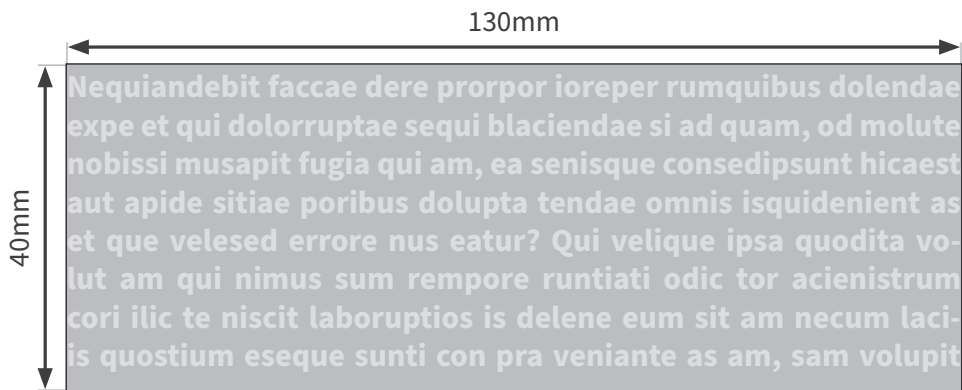 130mm
40mm
Nequiandebit faccae dere prorpor ioreper rumquibus dolendae
expe et qui dolorruptae sequi blaciendae si ad quam, od molute
nobissi musapit fugia qui am, ea senisque consedipsunt hicaest
aut apide sitiae poribus dolupta tendae omnis isquidenient as
et que velesed errore nus eatur? Qui velique ipsa quodita vo-
lut am qui nimus sum rempore runtiati odic tor acienistrum
cori ilic te niscit laboruptios is delene eum sit am necum laci-
is quostium eseque sunti con pra veniante as am, sam volupit